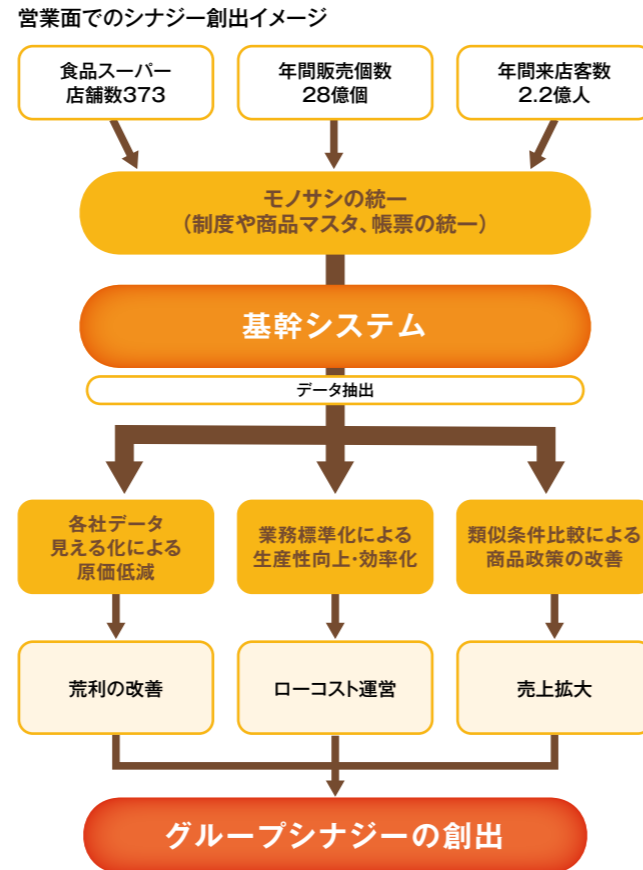 営業面でのシナジー創出イメージ
食品スーパー
店舗数373
年間販売個数
28億個
年間来店客数
2.2億人
モノサシの統一
（制度や商品マスタ、帳票の統一）
基幹システム
データ抽出
各社データ
見える化による
原価低減
業務標準化による
生産性向上・効率化
類似条件比較による
商品政策の改善
荒利の改善
ローコスト運営
売上拡大
グループシナジーの創出